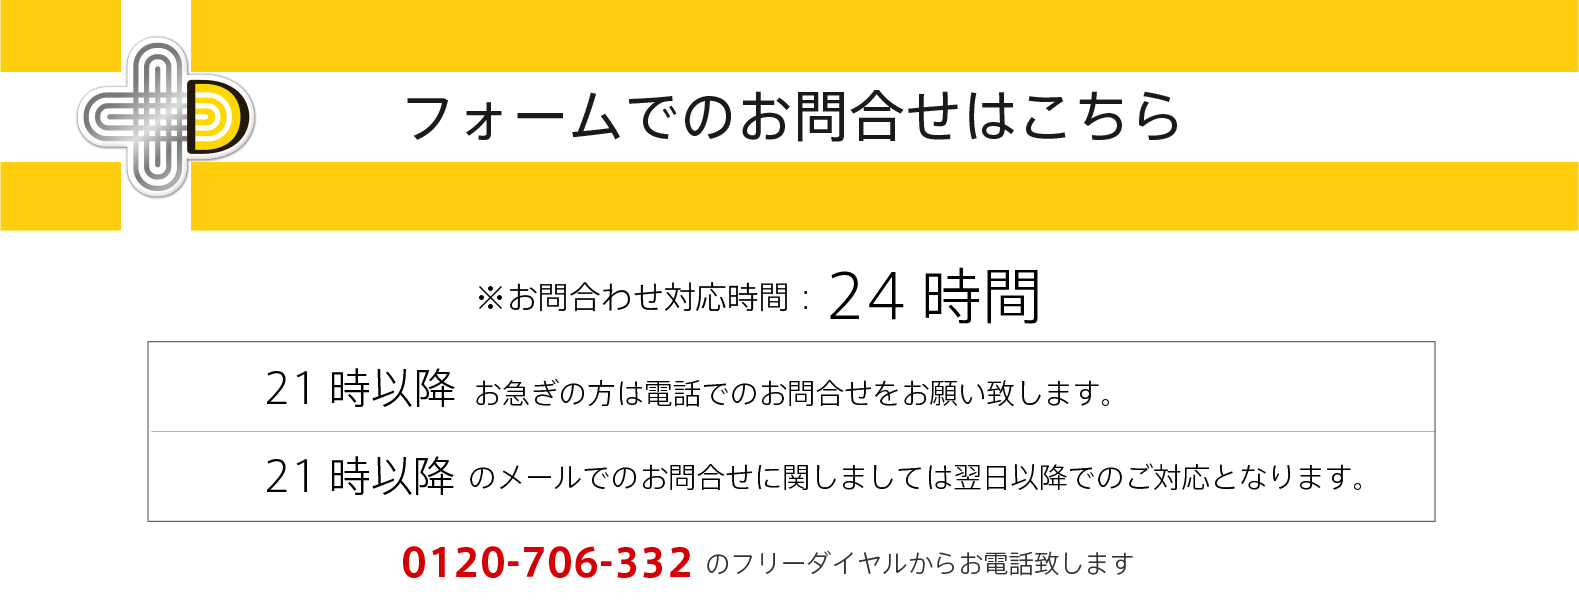 フォームでのお問合せはこちら
※お問合わせ対応時間：24 時間
21 時以降 お急ぎの方は電話でのお問合せをお願い致します。
21 時以降 のメールでのお問合せに関しましては翌日以降でのご対応となります。
0120-706-332 のフリーダイヤルからお電話致します